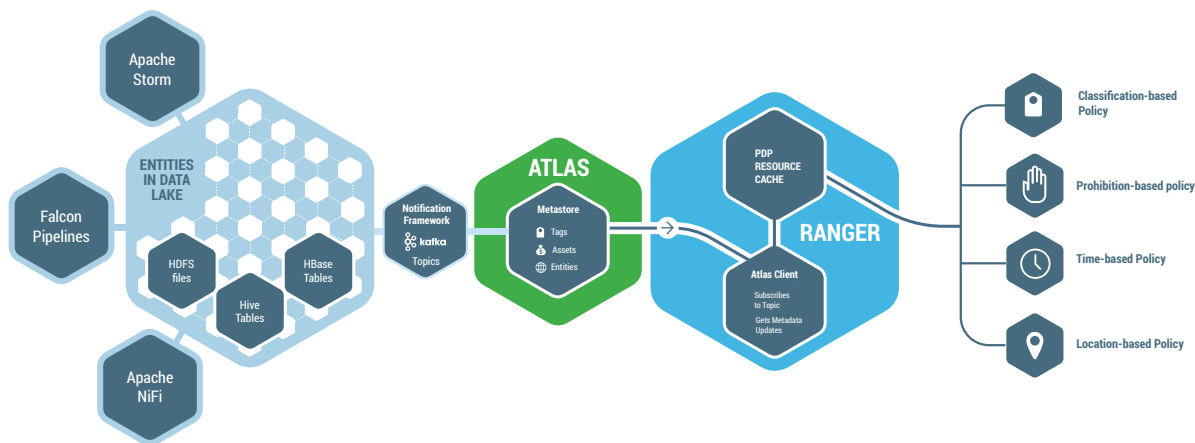 Apache
Storm
ENTITIES
IN DATA
LAKE
Falcon
Pipelines
HDFS
files
Hive
Tables
HBase
Tables
Apache
NiFi
Notification
Framework
kafka
Topics
ATLAS
Metastore
Tags
Assets
Entities
PDP
RESOURCE
CACHE
RANGER
Atlas Client
Subscribes
to Topic
Gets Metadata
Updates
Classification-based
Policy
Prohibition-based policy
Time-based Policy
Location-based Policy